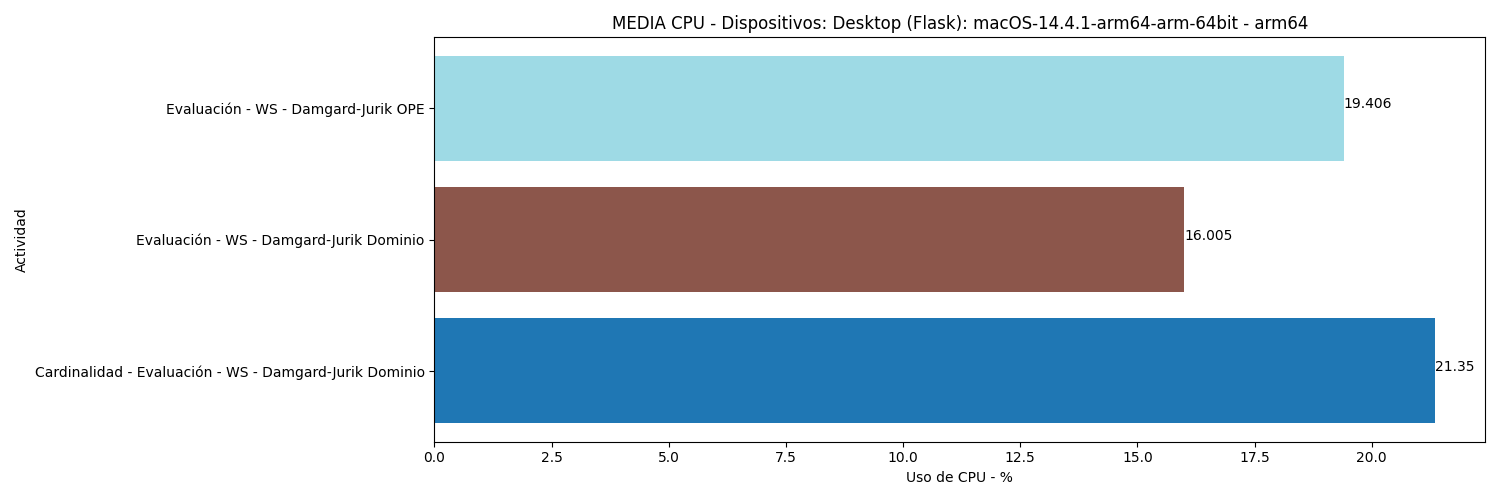 MEDIA CPU - Dispositivos: Desktop (Flask): macOS-14.4.1-arm64-arm-64bit - arm64
Actividad
Evaluación - WS - Damgard-Jurik OPE
19.406
Evaluación - WS - Damgard-Jurik Dominio
16.005
Cardinalidad - Evaluación - WS - Damgard-Jurik Dominio
21.35
0.0 2.5 5.0 7.5 10.0 12.5 15.0 17.5 20.0
Uso de CPU - %